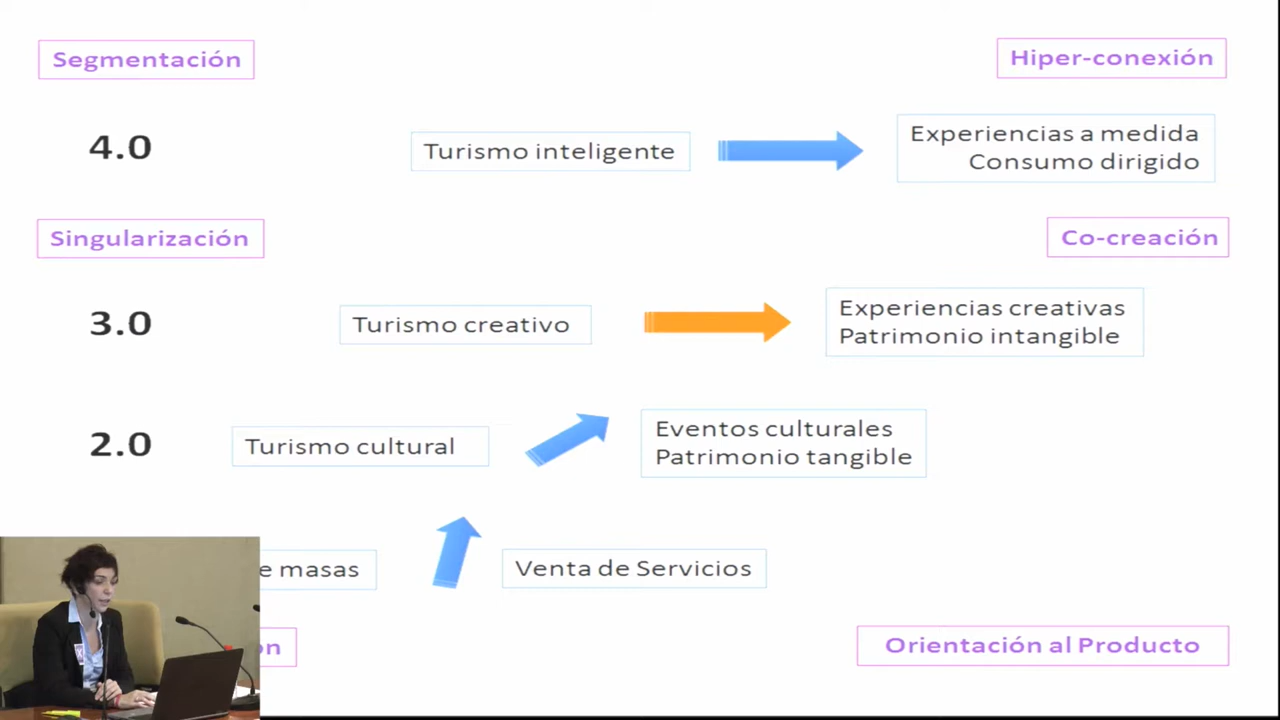 Segmentación
Hiper-conexión
4.0
Turismo inteligente
Experiencias a medida
Consumo dirigido
Singularización
Co-creación
3.0
Turismo creativo
Experiencias creativas
Patrimonio intangible
2.0
Turismo cultural
Eventos culturales
Patrimonio tangible
e masas
Venta de Servicios
ón
Orientación al Producto